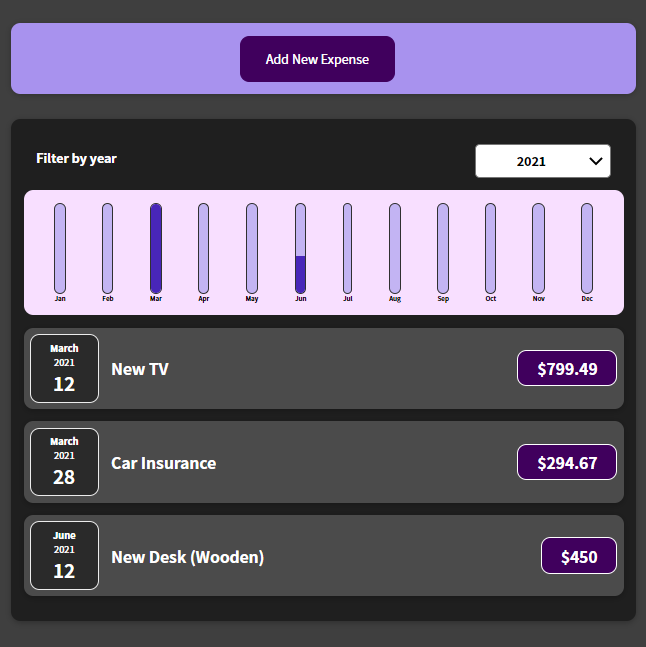 Add New Expense
Filter by year
2021
Jan Feb Mar Apr May Jun Jul Aug Sep Oct Nov Dec
March
2021
12
New TV
$799.49
March
2021
28
Car Insurance
$294.67
June
2021
12
New Desk (Wooden)
$450